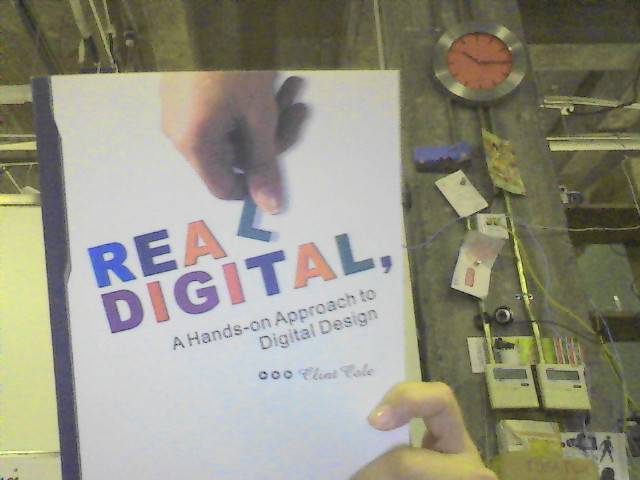 REAL
DIGITAL,
A Hands-on Approach to
Digital Design
Clint Cole